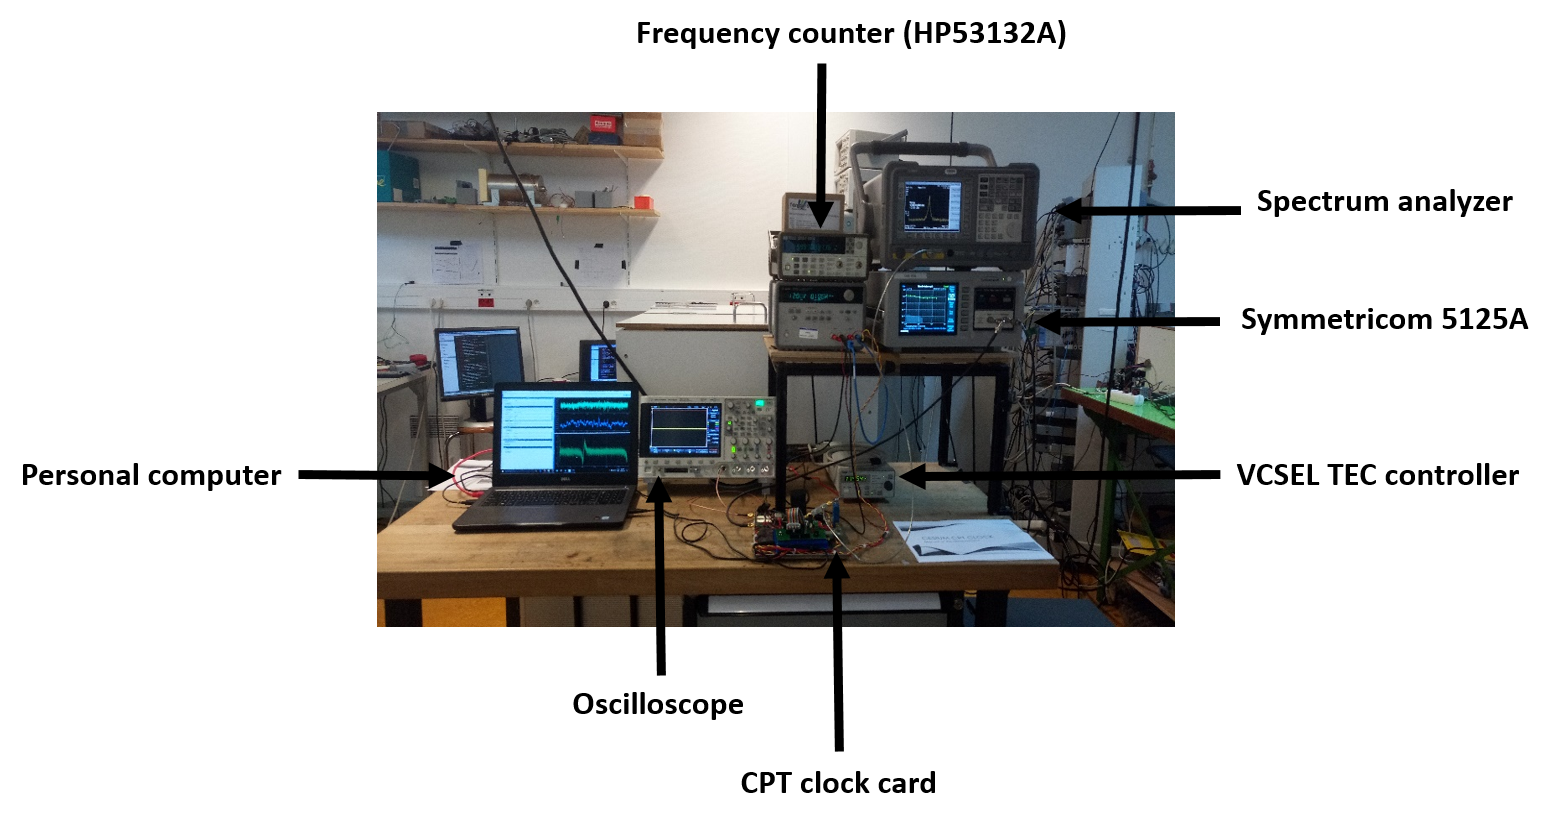 Frequency counter (HP53132A)
Spectrum analyzer
Symmetricom 5125A
Personal computer
VCSEL TEC controller
Oscilloscope
CPT clock card